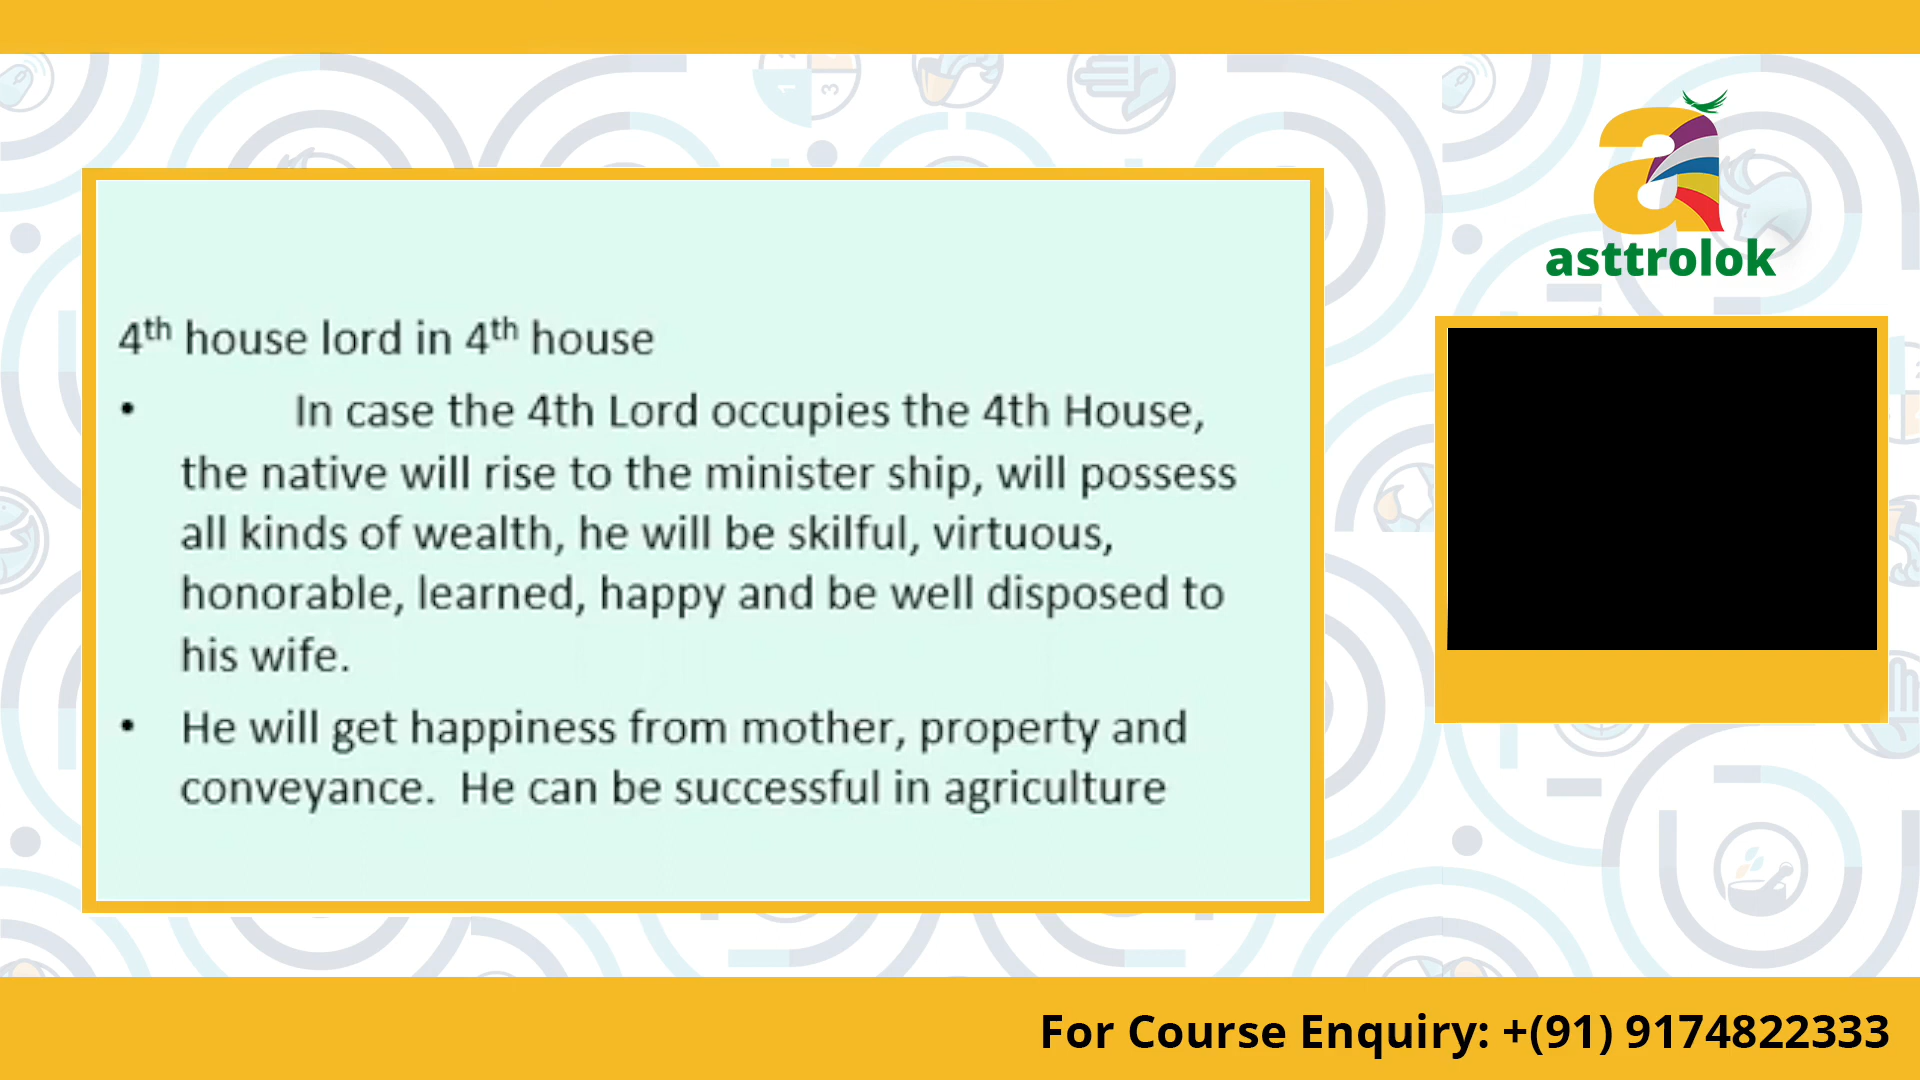 asttrolok
4th house lord in 4th house
• In case the 4th Lord occupies the 4th House,
the native will rise to the minister ship, will possess
all kinds of wealth, he will be skilful, virtuous,
honorable, learned, happy and be well disposed to
his wife.
• He will get happiness from mother, property and
conveyance.  He can be successful in agriculture
For Course Enquiry: +(91) 9174822333